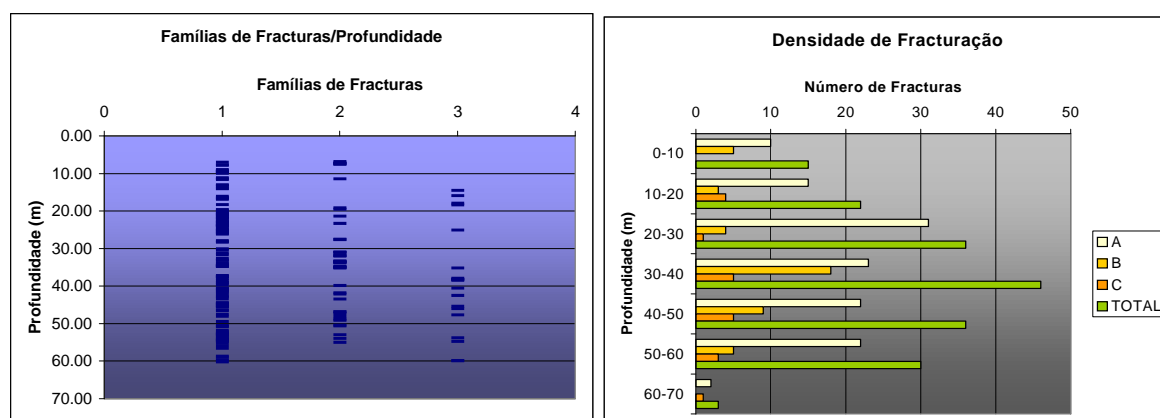 Famílias de Fracturas/Profundidade
Famílias de Fracturas
0 1 2 3 4
Profundidade (m)
0.00
10.00
20.00
30.00
40.00
50.00
60.00
70.00
Densidade de Fracturação
Número de Fracturas
0 10 20 30 40 50
Profundidade (m)
0-10
10-20
20-30
30-40
40-50
50-60
60-70
A
B
C
TOTAL